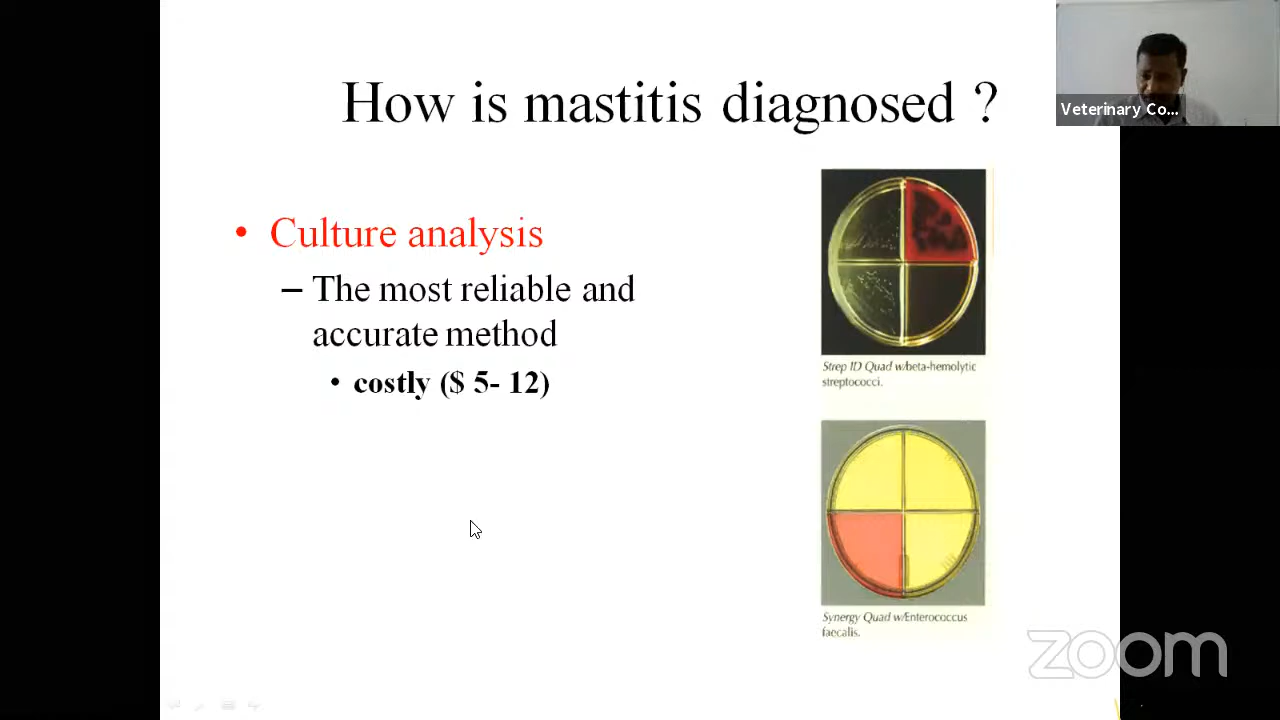 How is mastitis diagnosed ?
Veterinary Co...
• Culture analysis
– The most reliable and
accurate method
• costly ($ 5- 12)
Strep ID Quad w/beta-hemolytic
streptococci.
Synergy Quad w/Enterococcus
faecalis.
zoom